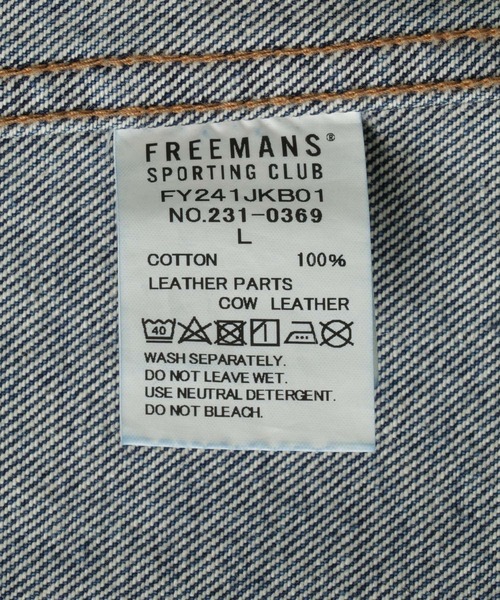 FREEMANS®
SPORTING CLUB
FY241JKB01
NO.231-0369
L
COTTON 100%
LEATHER PARTS
COW LEATHER
40
WASH SEPARATELY.
DO NOT LEAVE WET.
USE NEUTRAL DETERGENT.
DO NOT BLEACH.